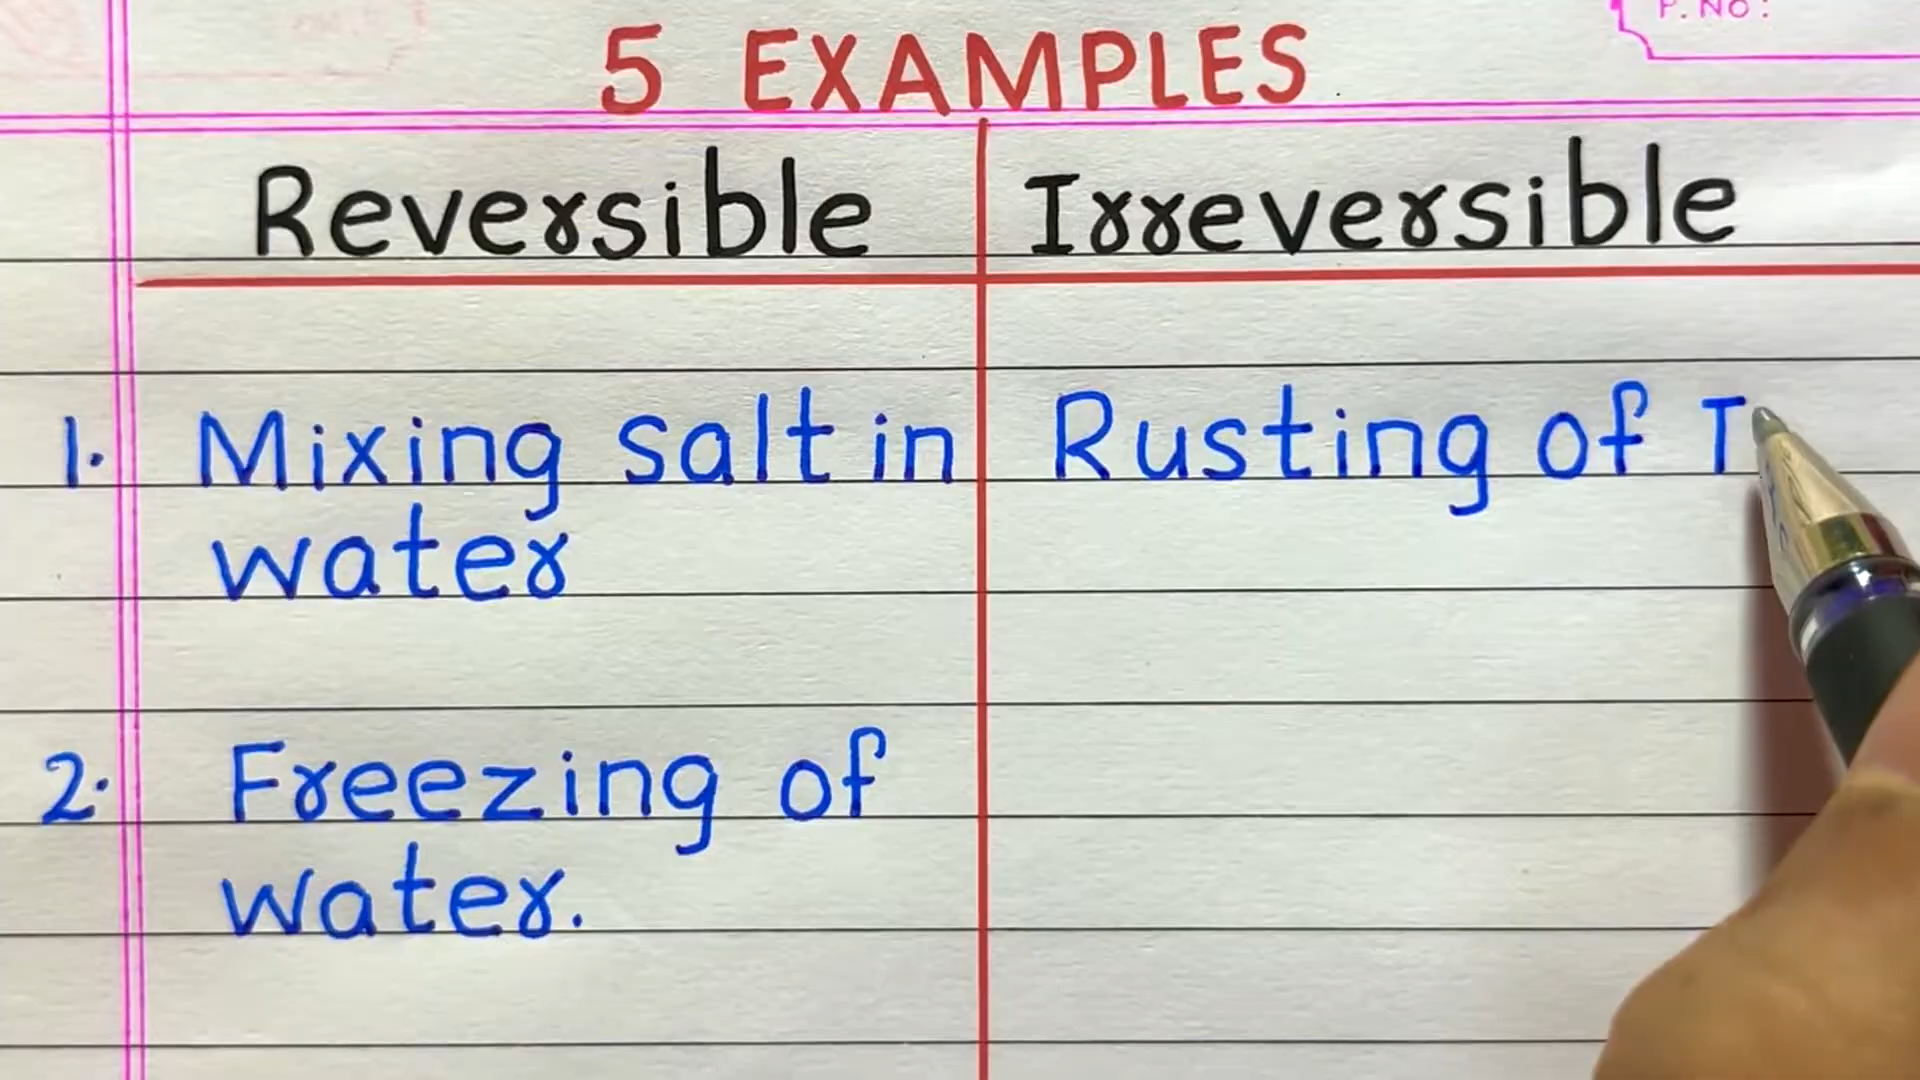 P. No:
5 EXAMPLES
Reversible Irreversible
1. Mixing salt in Rusting of
water
2. Freezing of
water.